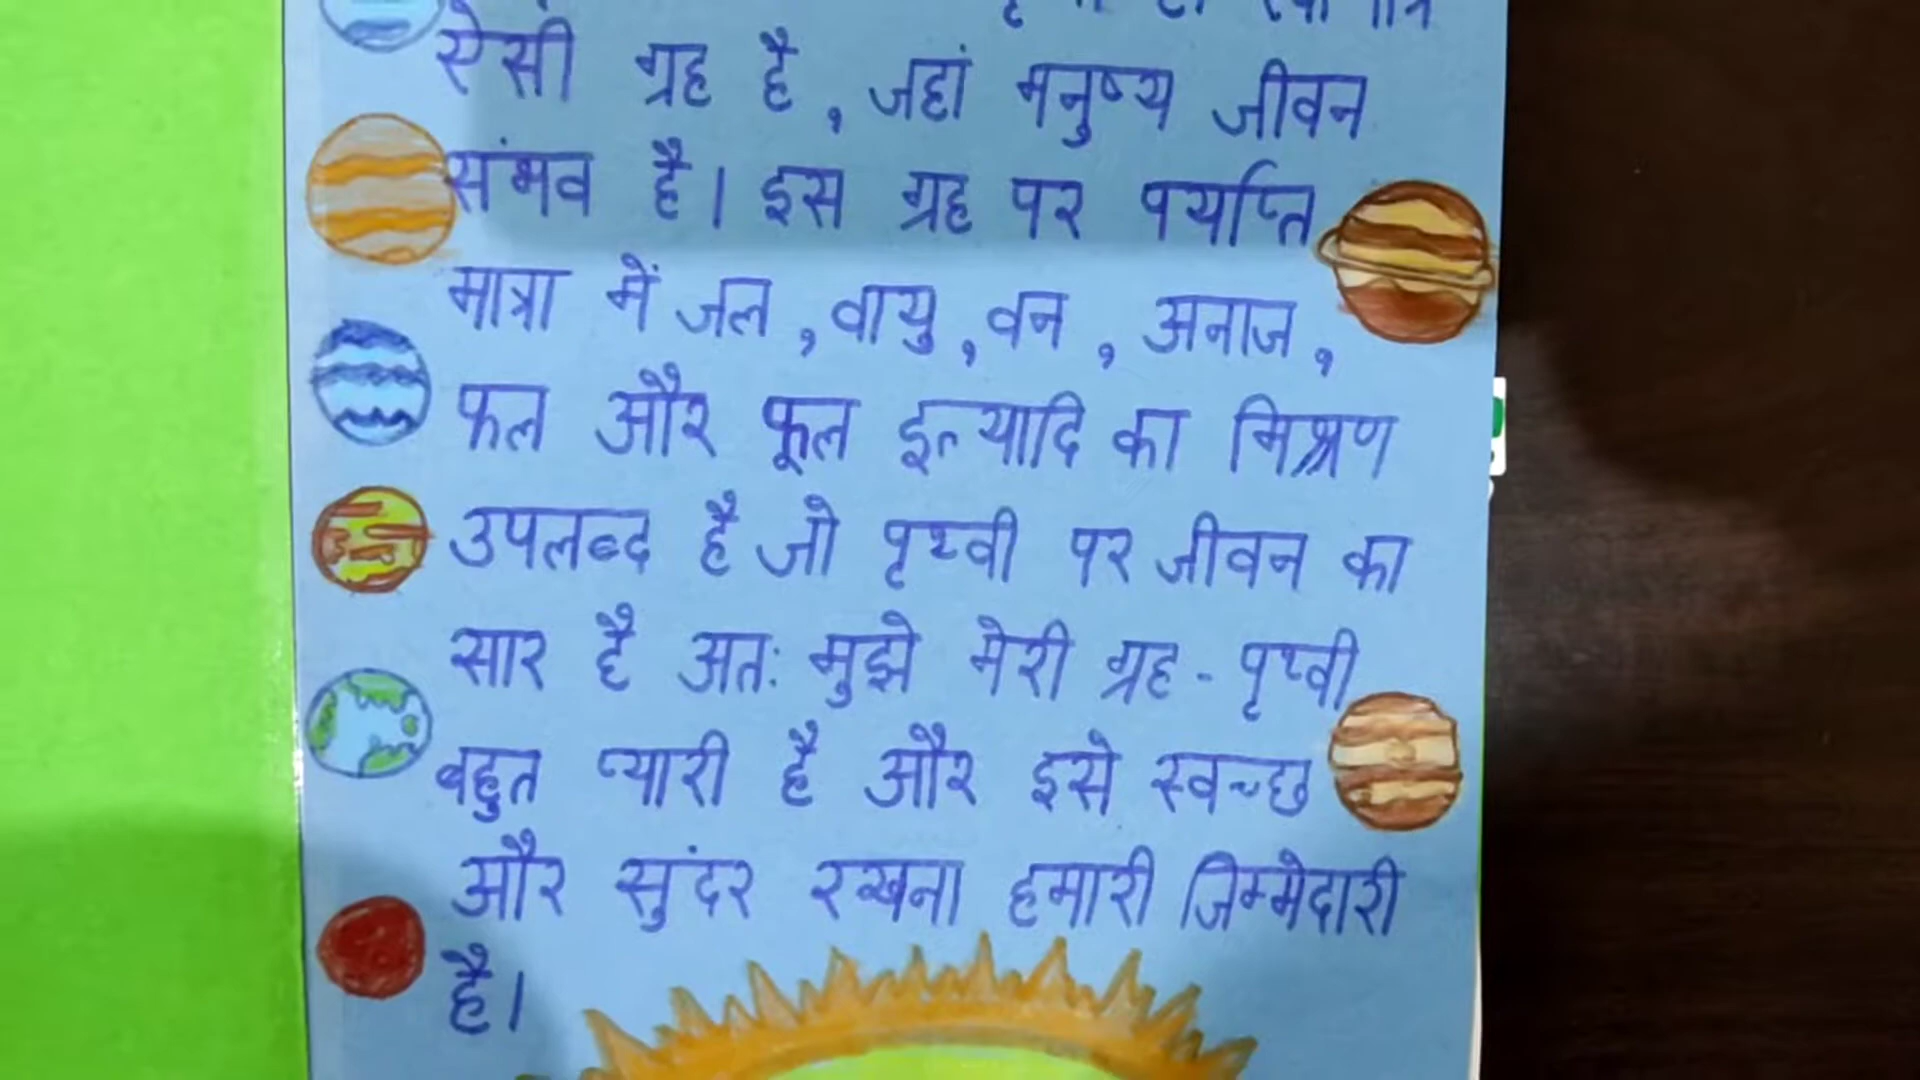 ऐसी ग्रह है, जहां मनुष्य जीवन
संभव है। इस ग्रह पर पर्याप्ति
मात्रा में जल, वायु, वन, अनाज,
फल और फूल इत्यादि का मिश्रण
उपलब्द है जो पृथ्वी पर जीवन का
सार है अत: मुझे मेरी ग्रह - पृथ्वी
बहुत प्यारी है और इसे स्वच्छ
और सुंदर रखना हमारी जिम्मेदारी
है।